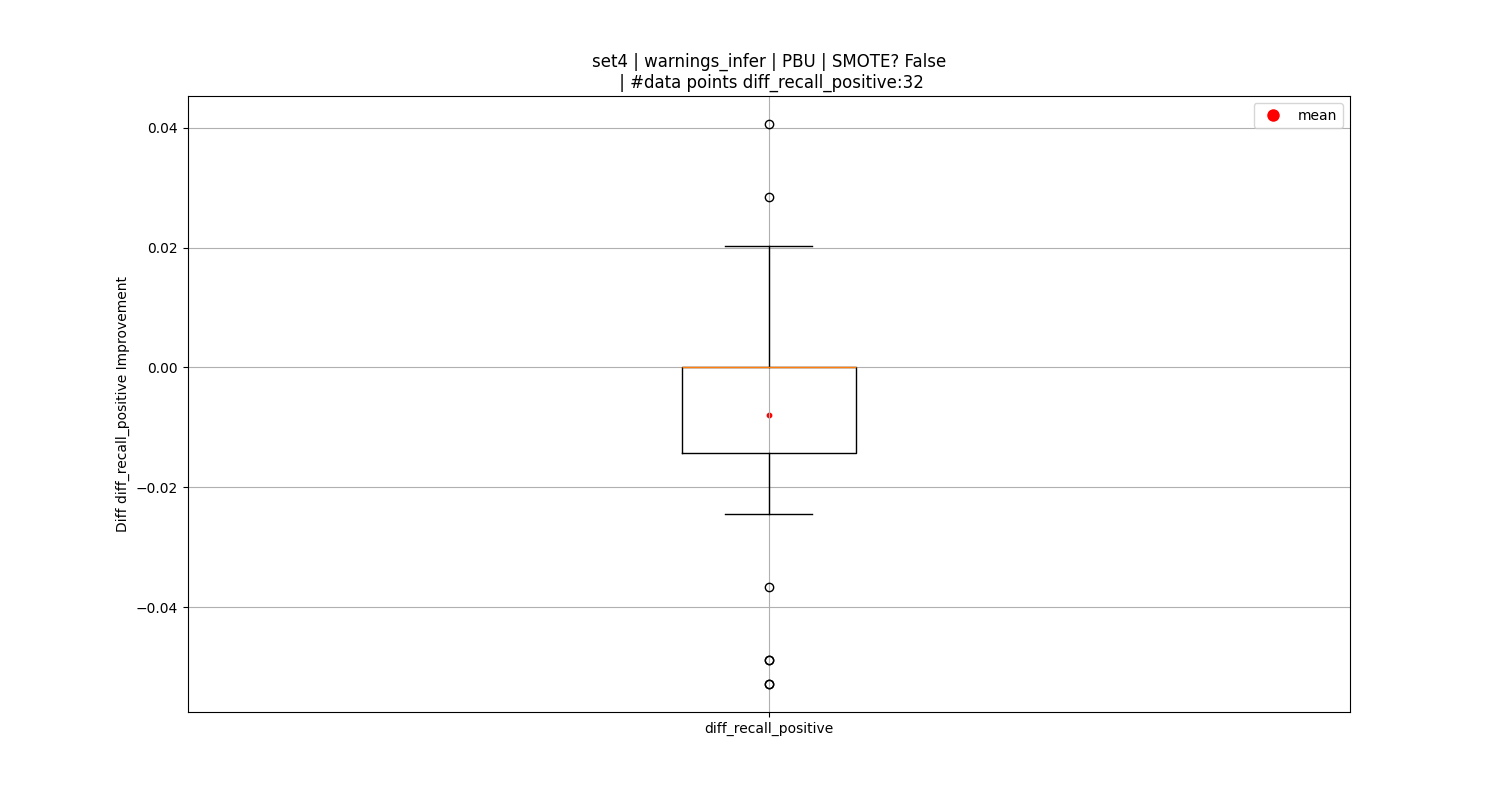 set4 | warnings_infer | PBU | SMOTE? False
| #data points diff_recall_positive:32
mean
0.04
0.02
0.00
−0.02
−0.04
Diff diff_recall_positive Improvement
diff_recall_positive